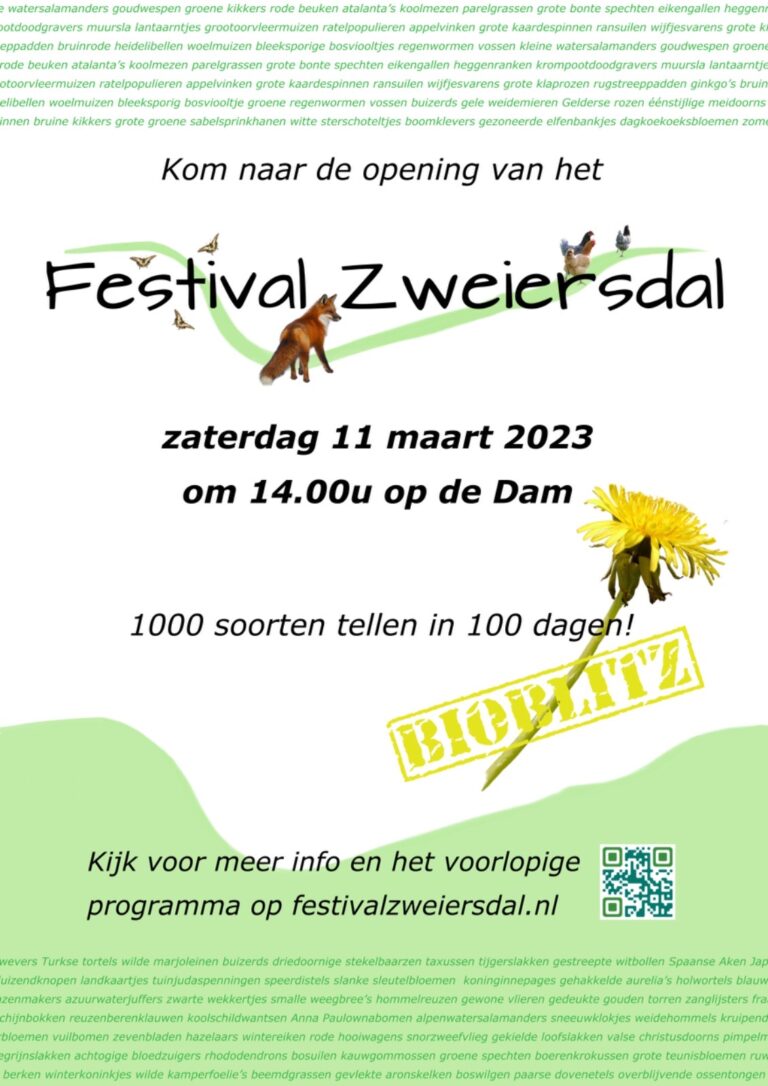 e watersalamanders goudwespen groene kikkers rode beuken atalanta's koolmezen parelgrassen grote bonte spechten eikengallen heggenr
ootdoodgravers muursla lantaarntjes grootoorvleermuizen ratelpopulieren appelvinken grote kaardespinnen ransuilen wijfjesvarens grote kl
eeppadden bruinrode heidelibellen woelmuizen bleeksporige bosviooltjes regenwormen vossen kleine watersalamanders goudwespen groene
rode beuken atalanta's koolmezen parelgrassen grote bonte spechten eikengallen heggenranken krompootdoodgravers muursla lantaarntje
otoorvleermuizen ratelpopulieren appelvinken grote kaardespinnen ransuilen wijfjesvarens grote klaprozen rugstreeppadden ginkgo's bruin
elibellen woelmuizen bleeksporig bosviooltje groene regenwormen vossen buizerds gele weidemieren Gelderse rozen éénstijlige meidoorns
innen bruine kikkers grote groene sabelsprinkhanen witte sterschoteltjes boomklevers gezoneerde elfenbankjes dagkoekoeksbloemen zome
Kom naar de opening van het
Festival Zweiersdal
zaterdag 11 maart 2023
om 14.00u op de Dam
1000 soorten tellen in 100 dagen!
BIOBLITZ
Kijk voor meer info en het voorlopige
programma op festivalzweiersdal.nl
wevers Turkse tortels wilde marjoleinen buizerds driedoornige stekelbaarzen taxussen tijgerslakken gestreepte witbollen Spaanse Aken Jap
uizendknopen landkaartjes tuinjudaspenningen speerdistels slanke sleutelbloemen koninginnepages gehakkelde aurelia's holwortels blauw
nzenmakers azuurwaterjuffers zwarte wekkertjes smalle weegbree's hommelreuzen gewone vlieren gedeukte gouden torren zanglijsters fra
chijnbokken reuzenberenklauwen koolschildwantsen Anna Paulownabomen alpenwatersalamanders sneeuwklokjes weidehommels kruipend
rbloemen vuilbomen zevenbladen hazelaars wintereiken rode hooiwagens snorzweefvlieg gekielde loofslakken valse christusdoorns pimpelm
egrijnslakken achtogige bloedzuigers rhododendrons bosuilen kauwgommossen groene spechten boerenkrokussen grote teunisbloemen ruw
berken winterkoninkjes wilde kamperfoelie's beemdgrassen gevlekte aronskelken boswilgen paarse dovenetels overblijvende ossentongen